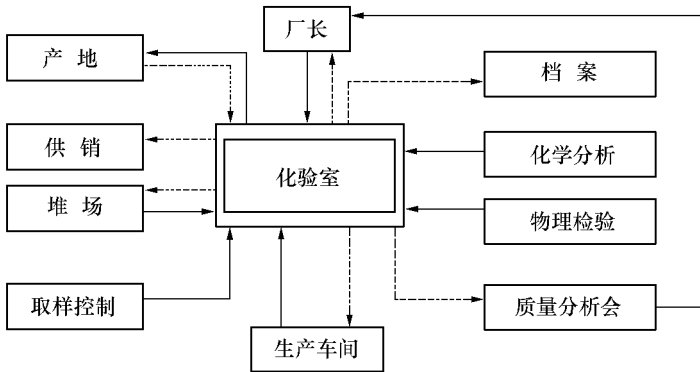 厂长
产 地
档 案
供 销
化学分析
化验室
堆 场
物理检验
取样控制
质量分析会
生产车间